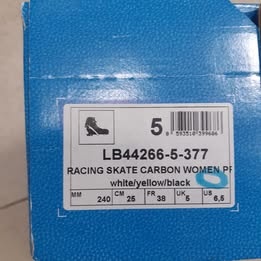 5
LB44266-5-377
RACING SKATE CARBON WOMEN
white/yellow/black
MM 240 CM 25 FR 38 UK 5 US 6,5